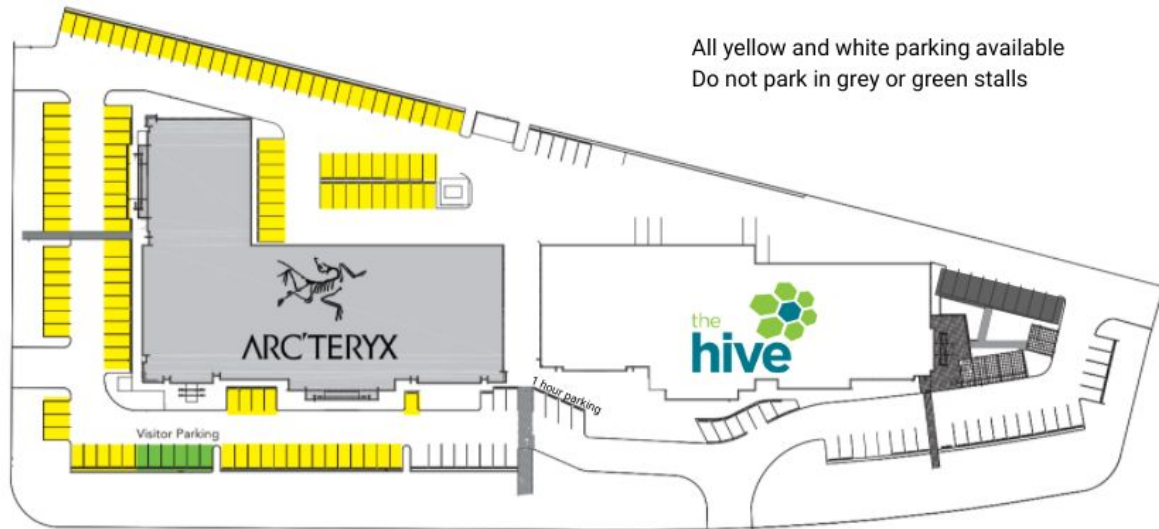 All yellow and white parking available
Do not park in grey or green stalls
ARC'TERYX
the
hive
1 hour parking
Visitor Parking